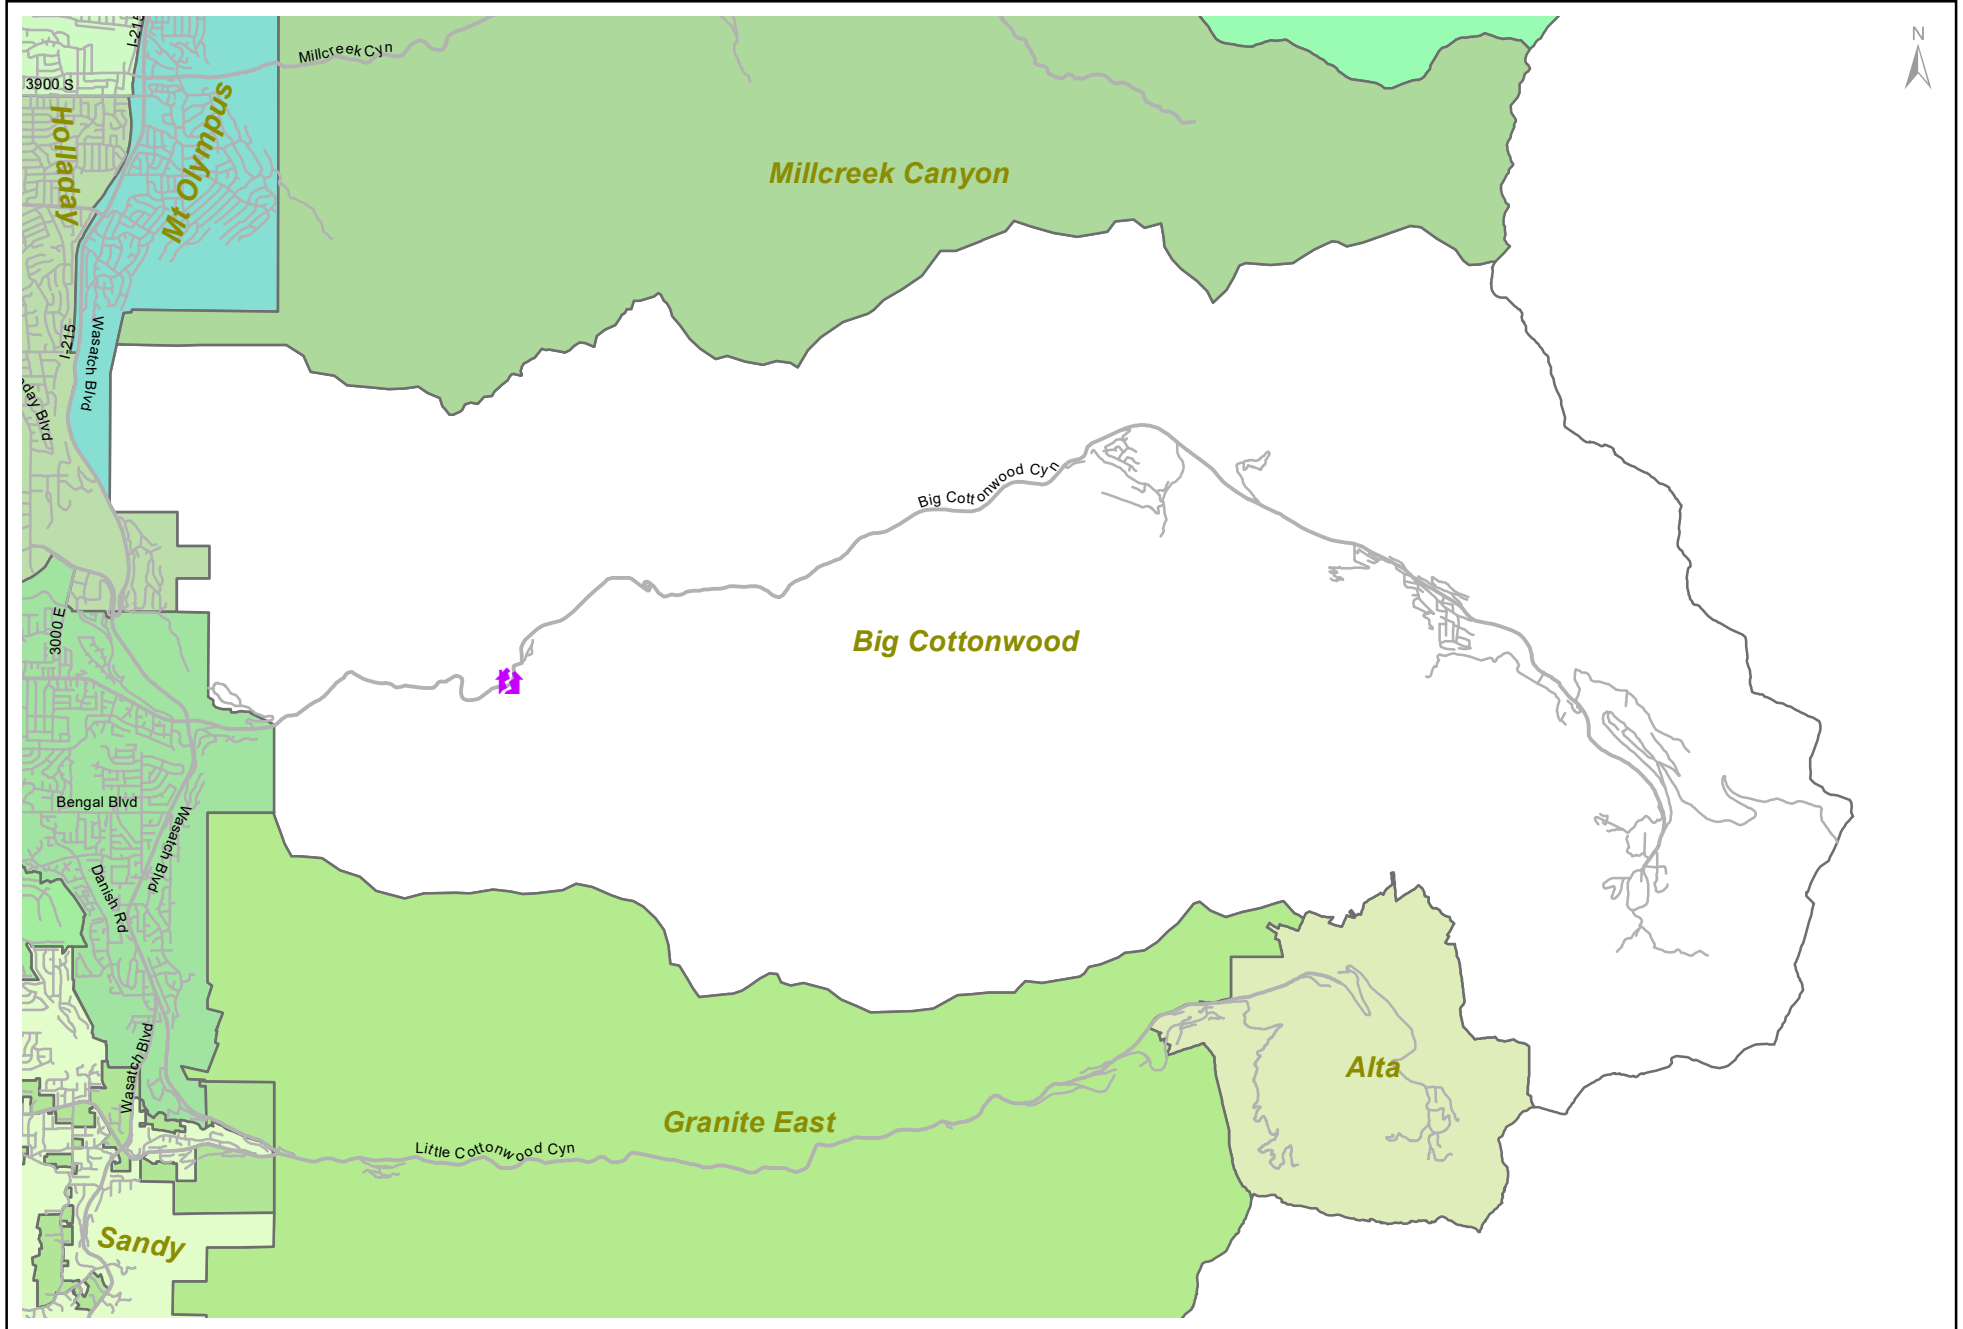 I-215
N
Millcreek Cyn
3900 S
Holladay
Mt Olympus
Millcreek Canyon
I-215
Wasatch Blvd
aday Blvd
Big Cottonwood Cyn
3000 E
Big Cottonwood
Bengal Blvd
Wasatch Blvd
Danish Rd
Wasatch Blvd
Alta
Granite East
Little Cottonwood Cyn
Sandy